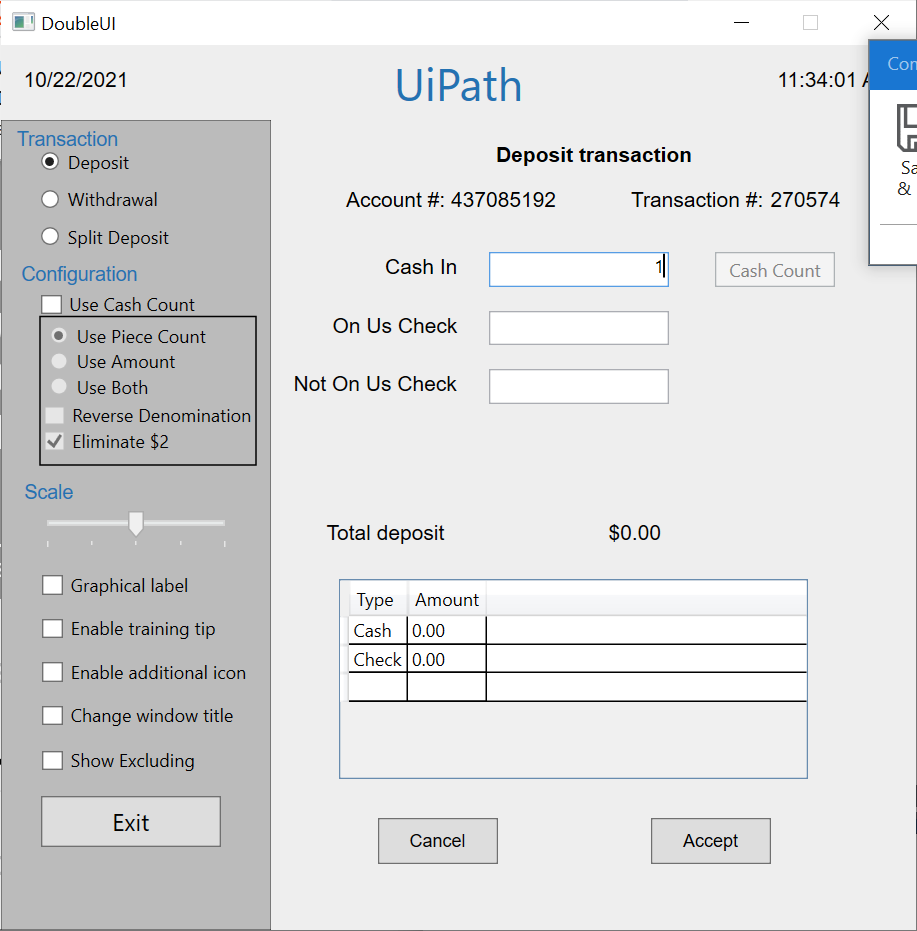 DoubleUI
10/22/2021
UiPath
11:34:01
Transaction
Deposit
Withdrawal
Split Deposit
Configuration
Use Cash Count
Use Piece Count
Use Amount
Use Both
Reverse Denomination
Eliminate $2
Scale
Graphical label
Enable training tip
Enable additional icon
Change window title
Show Excluding
Exit
Deposit transaction
Account #: 437085192 Transaction #: 270574
Cash In 1 Cash Count
On Us Check
Not On Us Check
Total deposit $0.00
Type Amount
Cash 0.00
Check 0.00
Cancel Accept
&